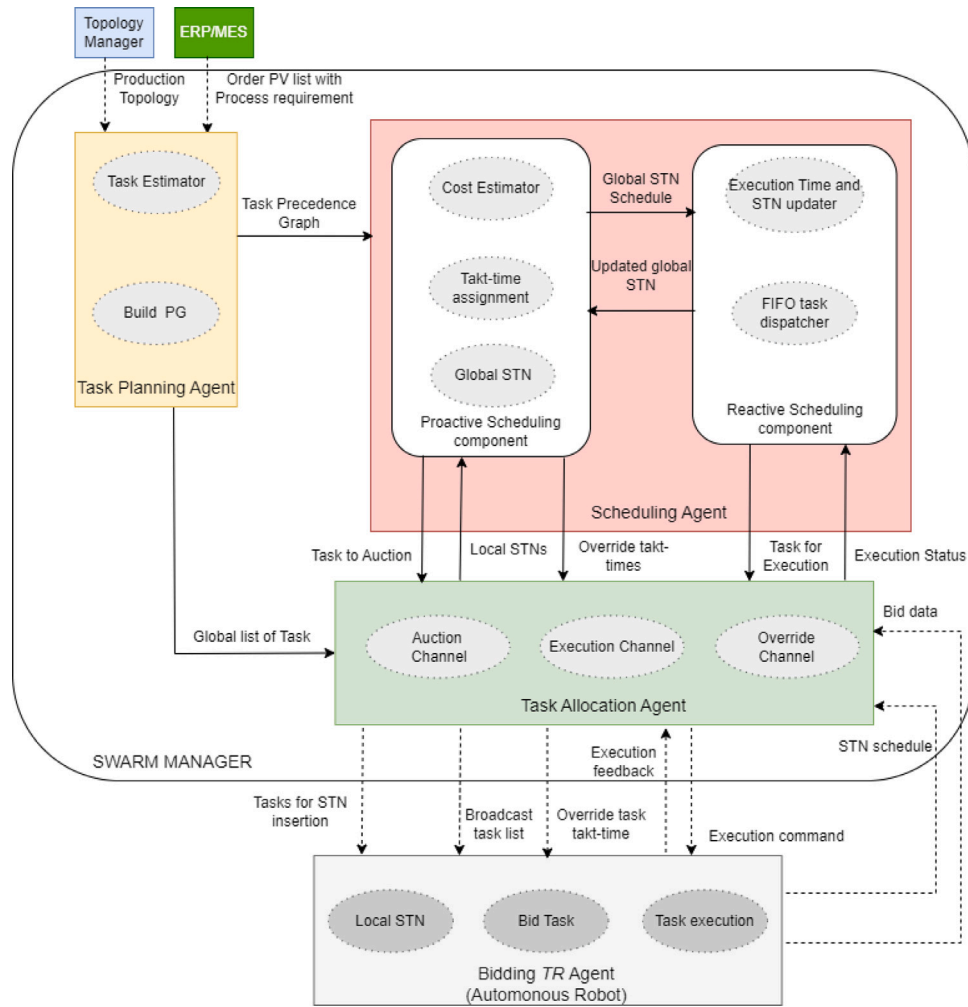 Topology
Manager
ERP/MES
Production
Topology
Order PV list with
Process requirement
Task Estimator
Build PG
Task Planning Agent
Task Precedence
Graph
Cost Estimator
Takt-time
assignment
Global STN
Proactive Scheduling
component
Global STN
Schedule
Updated global
STN
Execution Time and
STN updater
FIFO task
dispatcher
Reactive Scheduling
component
Scheduling Agent
Task to Auction
Local STNs
Override takt-
times
Task for
Execution
Execution Status
Global list of Task
Auction
Channel
Execution Channel
Override
Channel
Task Allocation Agent
Bid data
STN schedule
SWARM MANAGER
Tasks for STN
insertion
Broadcast
task list
Override task
takt-time
Execution
feedback
Execution command
Local STN
Bid Task
Task execution
Bidding TR Agent
(Automonous Robot)